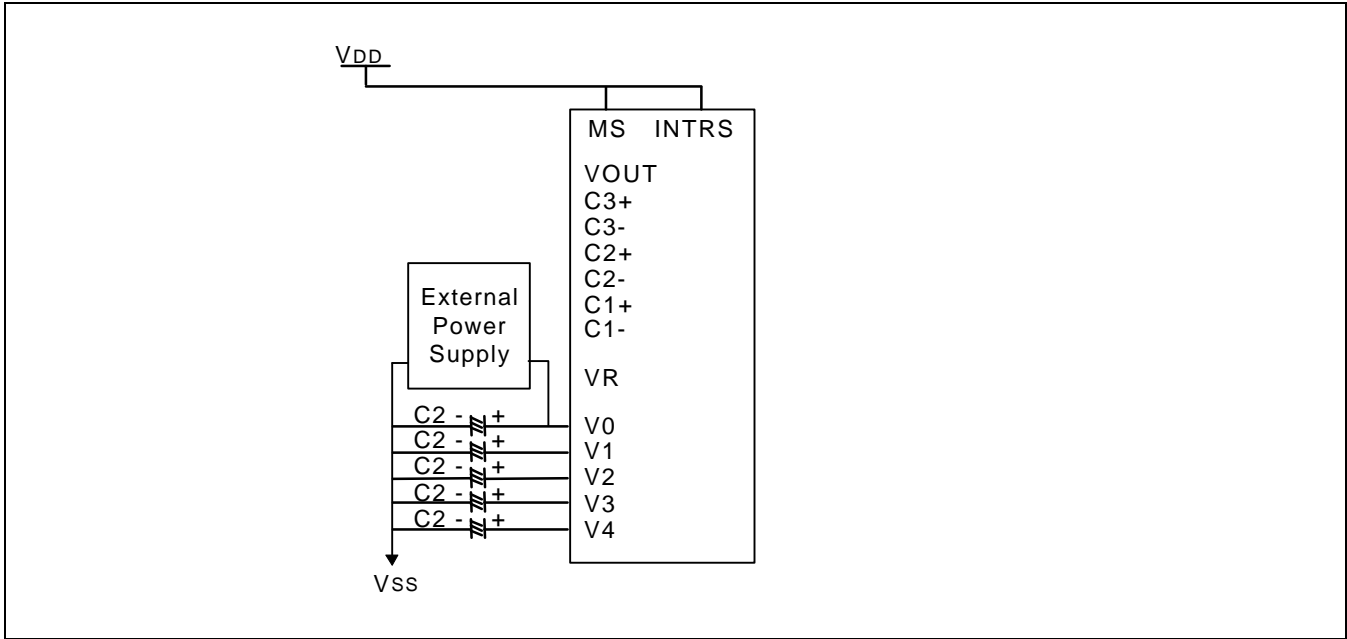 VDD
MS INTRS
VOUT
C3+
C3-
C2+
C2-
C1+
C1-
VR
External
Power
Supply
C2 - + V0
C2 - + V1
C2 - + V2
C2 - + V3
C2 - + V4
VSS